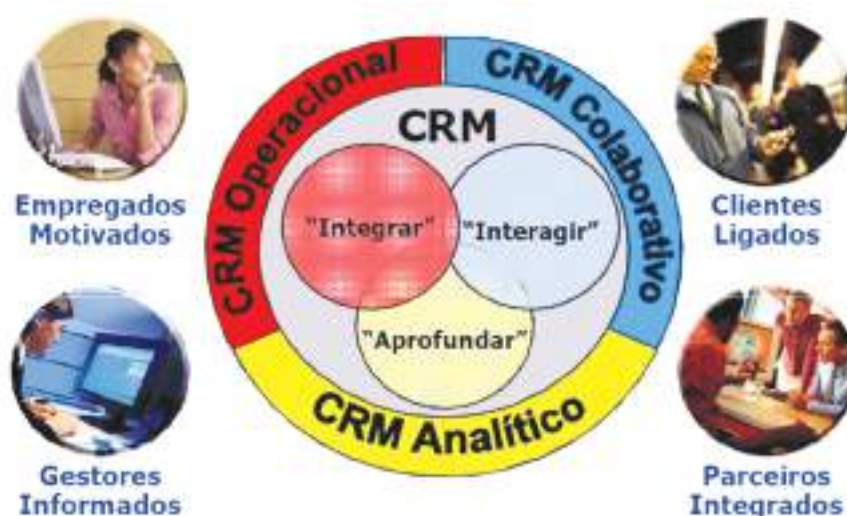 CRM Operacional
CRM Colaborativo
CRM
"Integrar"
"Interagir"
"Aprofundar"
CRM Analítico
Empregados
Motivados
Clientes
Ligados
Gestores
Informados
Parceiros
Integrados